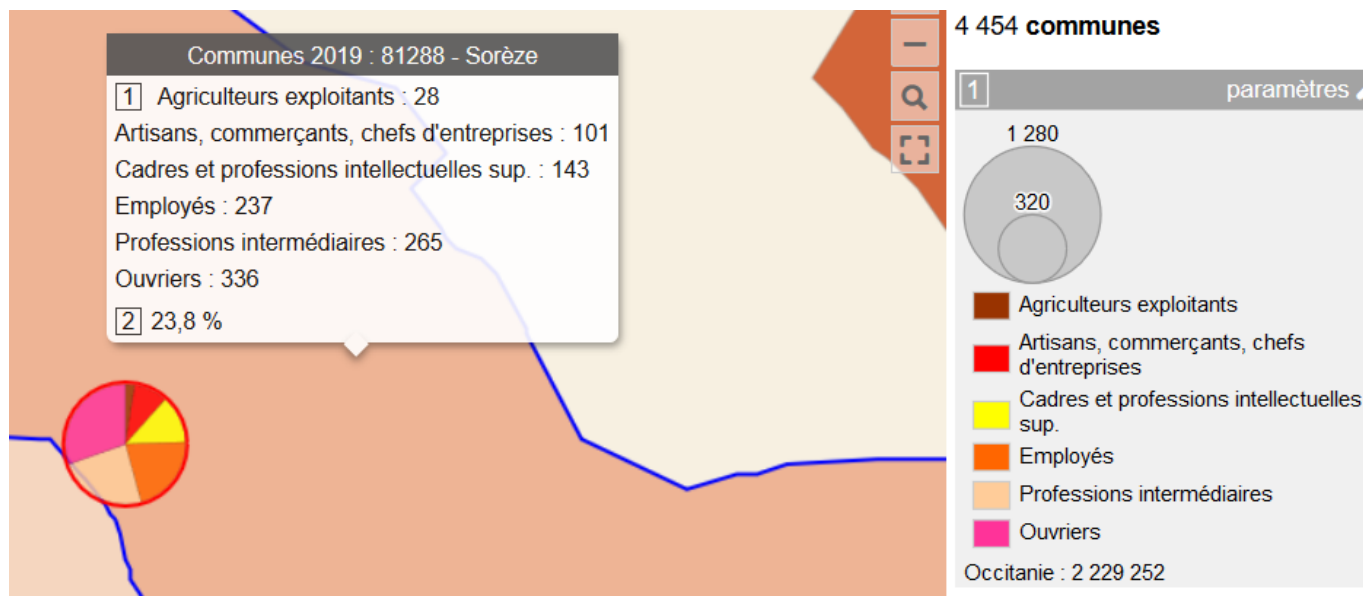 Communes 2019 : 81288 - Sorèze
1 Agriculteurs exploitants : 28
Artisans, commerçants, chefs d'entreprises : 101
Cadres et professions intellectuelles sup. : 143
Employés : 237
Professions intermédiaires : 265
Ouvriers : 336
2 23,8 %
4 454 communes
1 paramètres
1 280
320
Agriculteurs exploitants
Artisans, commerçants, chefs
d'entreprises
Cadres et professions intellectuelles
sup.
Employés
Professions intermédiaires
Ouvriers
Occitanie : 2 229 252